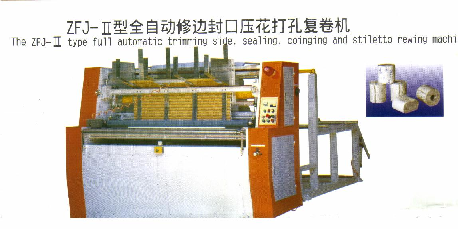 ZFJ-Ⅱ型全自动修边封口压花打孔复卷机
The ZFJ-Ⅱ type full automatic trimming side, sealing, coinging and stiletto rewing machi